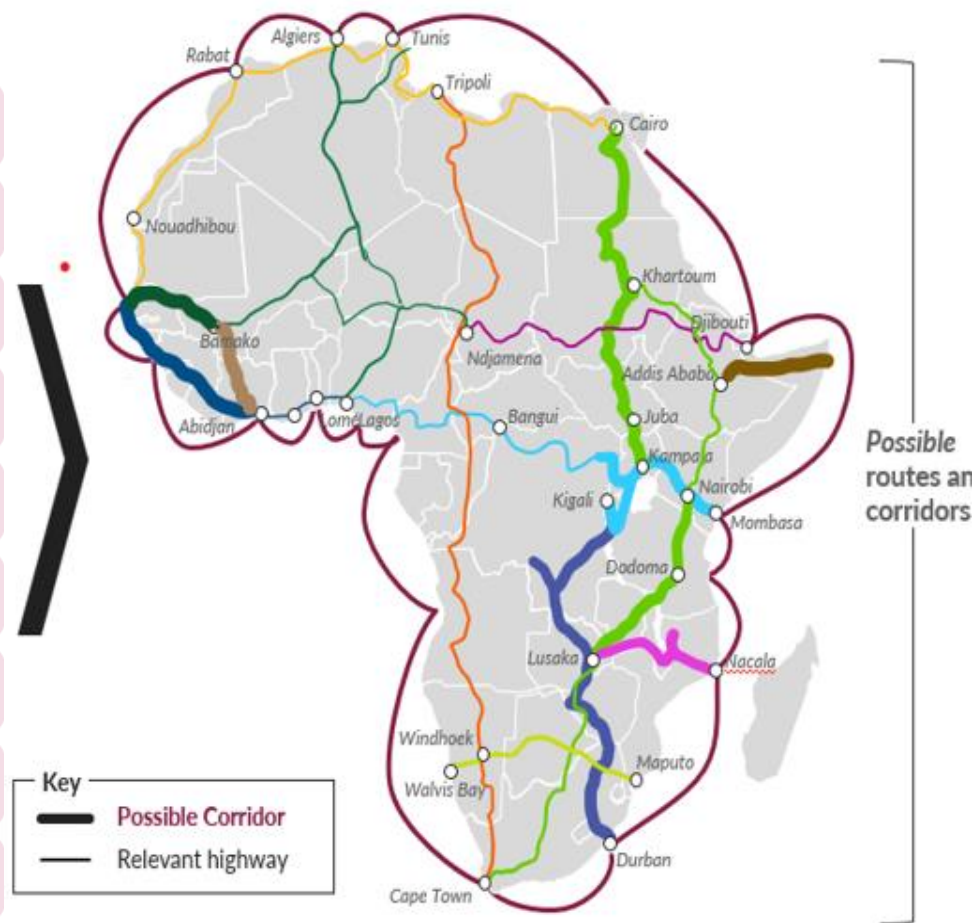 Algiers
Tunis
Rabat
Tripoli
Cairo
Nouadhibou
Khartoum
Djibouti
Bamako
Ndjamena
Addis Ababa
Abidjan
Lomé
Lagos
Bangui
Juba
Kampala
Kigali
Nairobi
Mombasa
Dodoma
Lusaka
Nacala
Windhoek
Walvis Bay
Maputo
Durban
Cape Town
Possible
routes an
corridors
Key
Possible Corridor
Relevant highway